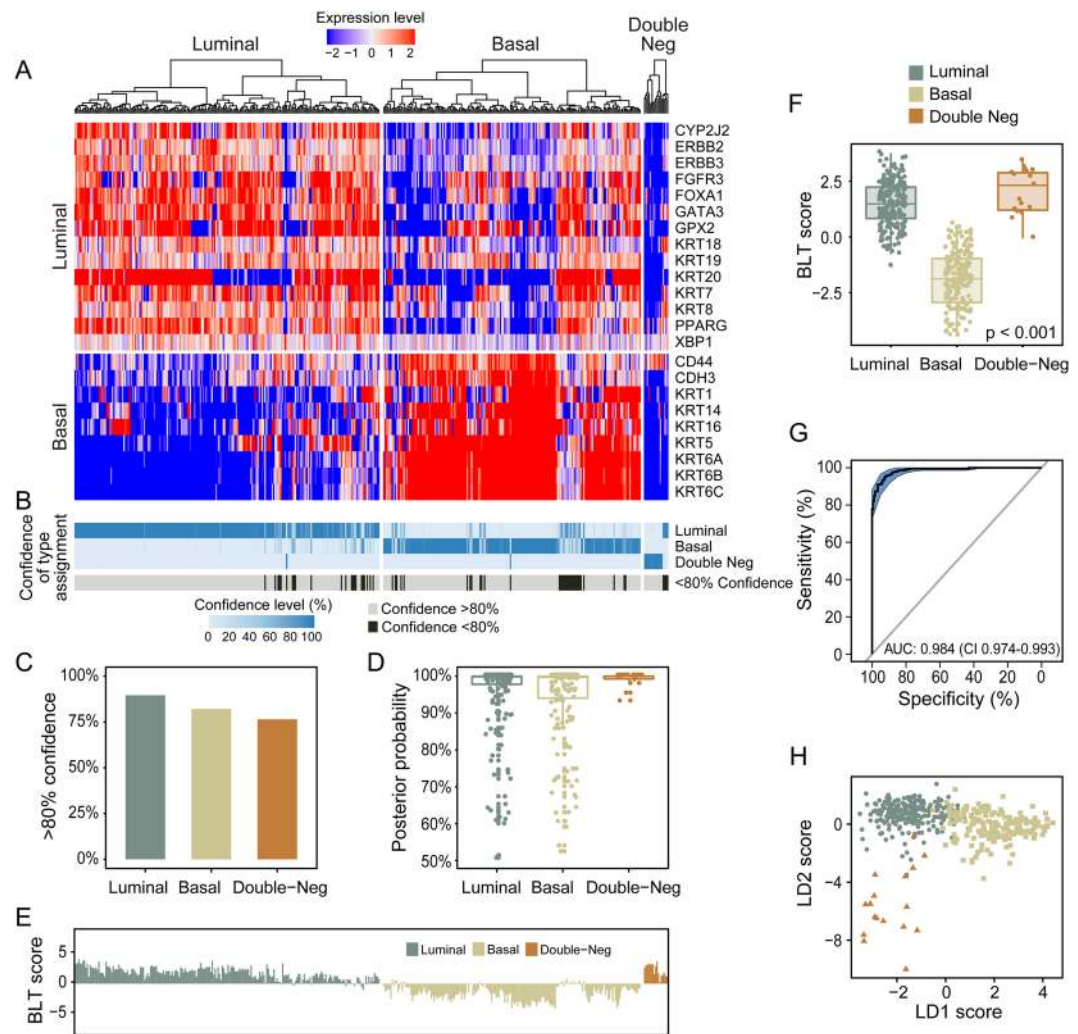 A
Luminal
Expression level
−2 −1 0 1 2
Basal
Double
Neg
Luminal
CYP2J2
ERBB2
ERBB3
FGFR3
FOXA1
GATA3
GPX2
KRT18
KRT19
KRT20
KRT7
KRT8
PPARG
XBP1
Basal
CD44
CDH3
KRT1
KRT14
KRT16
KRT5
KRT6A
KRT6B
KRT6C
B
Confidence
of type
assignment
Luminal
Basal
Double Neg
<80% Confidence
Confidence level (%)
0 20 40 60 80 100
Confidence >80%
Confidence <80%
C
>80% confidence
100%
75%
50%
25%
0%
Luminal Basal Double−Neg
D
Posterior probability
100%
90%
80%
70%
60%
50%
Luminal Basal Double−Neg
E
BLT score
5
0
−5
Luminal Basal Double−Neg
F
Luminal
Basal
Double Neg
BLT score
2.5
0.0
−2.5
p < 0.001
Luminal Basal Double−Neg
G
Sensitivity (%)
100
80
60
40
20
0
AUC: 0.984 (CI 0.974-0.993)
100 80 60 40 20 0
Specificity (%)
H
LD2 score
0
−4
−8
−2 0 2 4
LD1 score